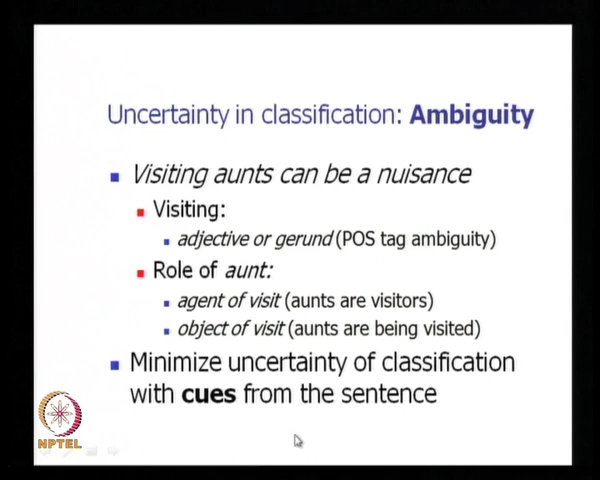 Uncertainty in classification: Ambiguity
Visiting aunts can be a nuisance
Visiting:
adjective or gerund (POS tag ambiguity)
Role of aunt:
agent of visit (aunts are visitors)
object of visit (aunts are being visited)
Minimize uncertainty of classification
with cues from the sentence
NPTEL